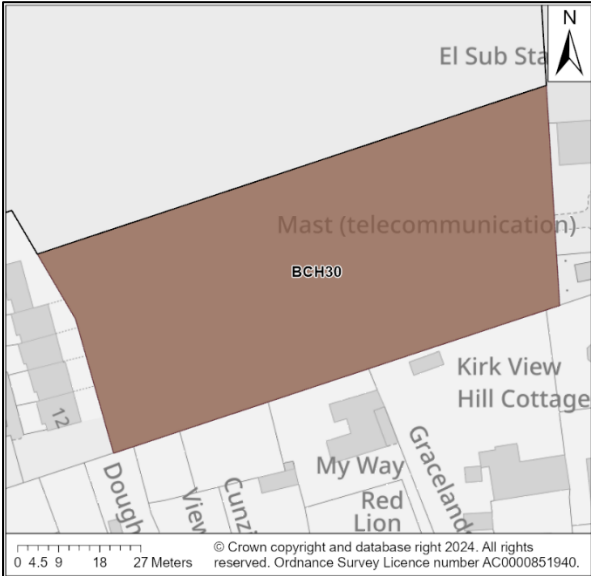 N
El Sub Sta
Mast (telecommunication)
BCH30
Kirk View
Hill Cottage
12
My Way
Graceland
Red
Lion
Dough
View
Cunzi
0 4.5 9 18 27 Meters
© Crown copyright and database right 2024. All rights
reserved. Ordnance Survey Licence number AC0000851940.